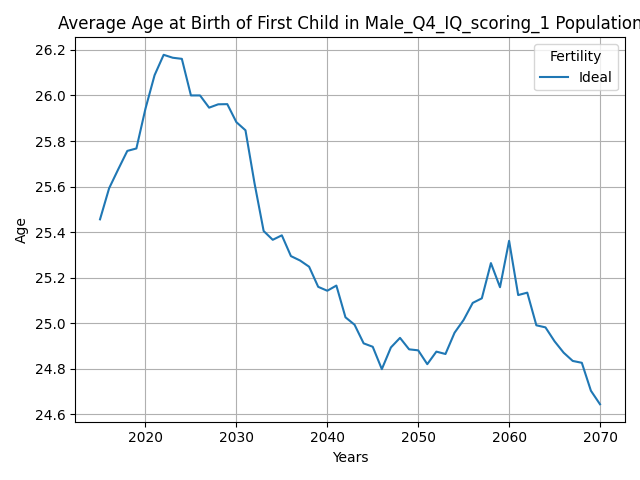 Average Age at Birth of First Child in Male_Q4_IQ_scoring_1 Population
Fertility
Ideal
26.2
26.0
25.8
25.6
25.4
25.2
25.0
24.8
24.6
Age
2020 2030 2040 2050 2060 2070
Years